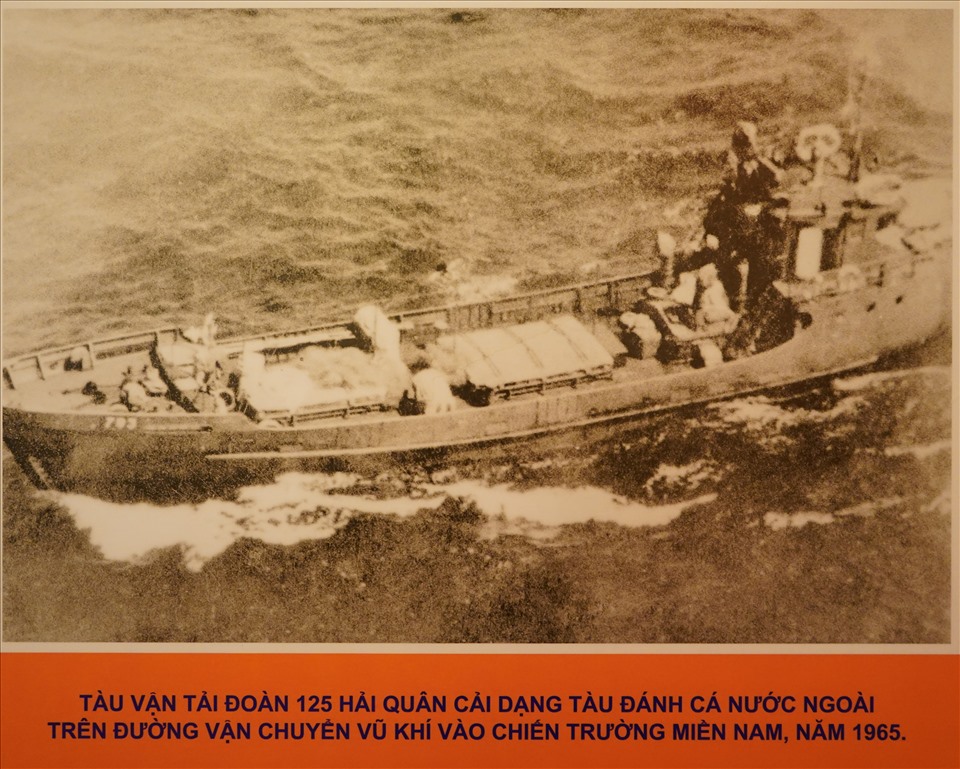 793
TÀU VẬN TẢI ĐOÀN 125 HẢI QUÂN CẢI DẠNG TÀU ĐÁNH CÁ NƯỚC NGOÀI
TRÊN ĐƯỜNG VẬN CHUYỂN VŨ KHÍ VÀO CHIẾN TRƯỜNG MIỀN NAM, NĂM 1965.